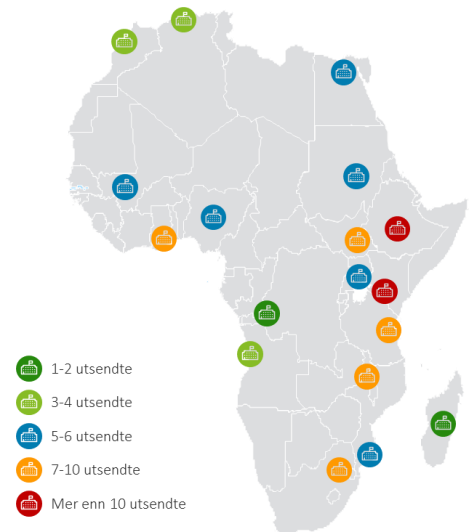 1-2 utsendte
3-4 utsendte
5-6 utsendte
7-10 utsendte
Mer enn 10 utsendte